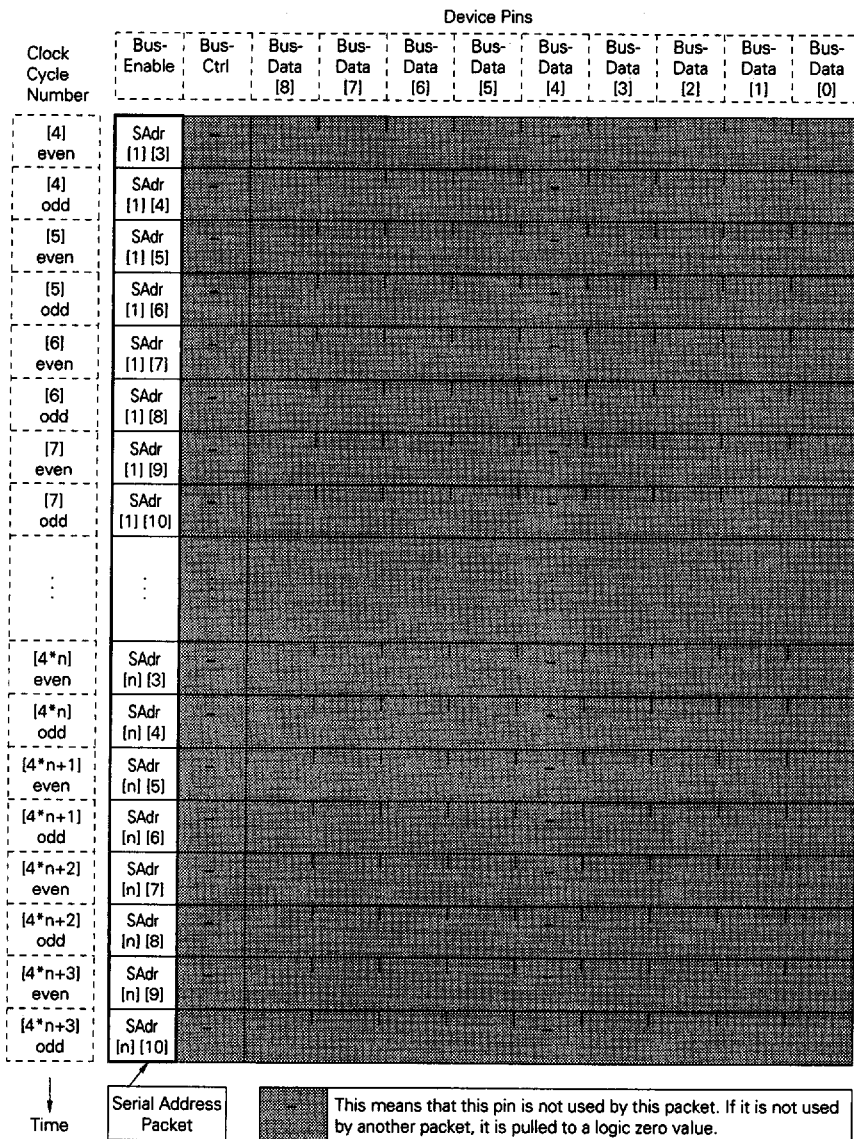 Device Pins
Clock Cycle Number
Bus-Enable Bus-Ctrl Bus-Data [8] Bus-Data [7] Bus-Data [6] Bus-Data [5] Bus-Data [4] Bus-Data [3] Bus-Data [2] Bus-Data [1] Bus-Data [0]
[4] even SAdr [1] [3] - -
[4] odd SAdr [1] [4] - -
[5] even SAdr [1] [5] - -
[5] odd SAdr [1] [6] - -
[6] even SAdr [1] [7] - -
[6] odd SAdr [1] [8] - -
[7] even SAdr [1] [9] - -
[7] odd SAdr [1] [10] - -
⋮ ⋮
[4*n] even SAdr [n] [3] - -
[4*n] odd SAdr [n] [4] - -
[4*n+1] even SAdr [n] [5] - -
[4*n+1] odd SAdr [n] [6] - -
[4*n+2] even SAdr [n] [7] - -
[4*n+2] odd SAdr [n] [8] - -
[4*n+3] even SAdr [n] [9] - -
[4*n+3] odd SAdr [n] [10] - -
Time
Serial Address Packet
- This means that this pin is not used by this packet. If it is not used
by another packet, it is pulled to a logic zero value.